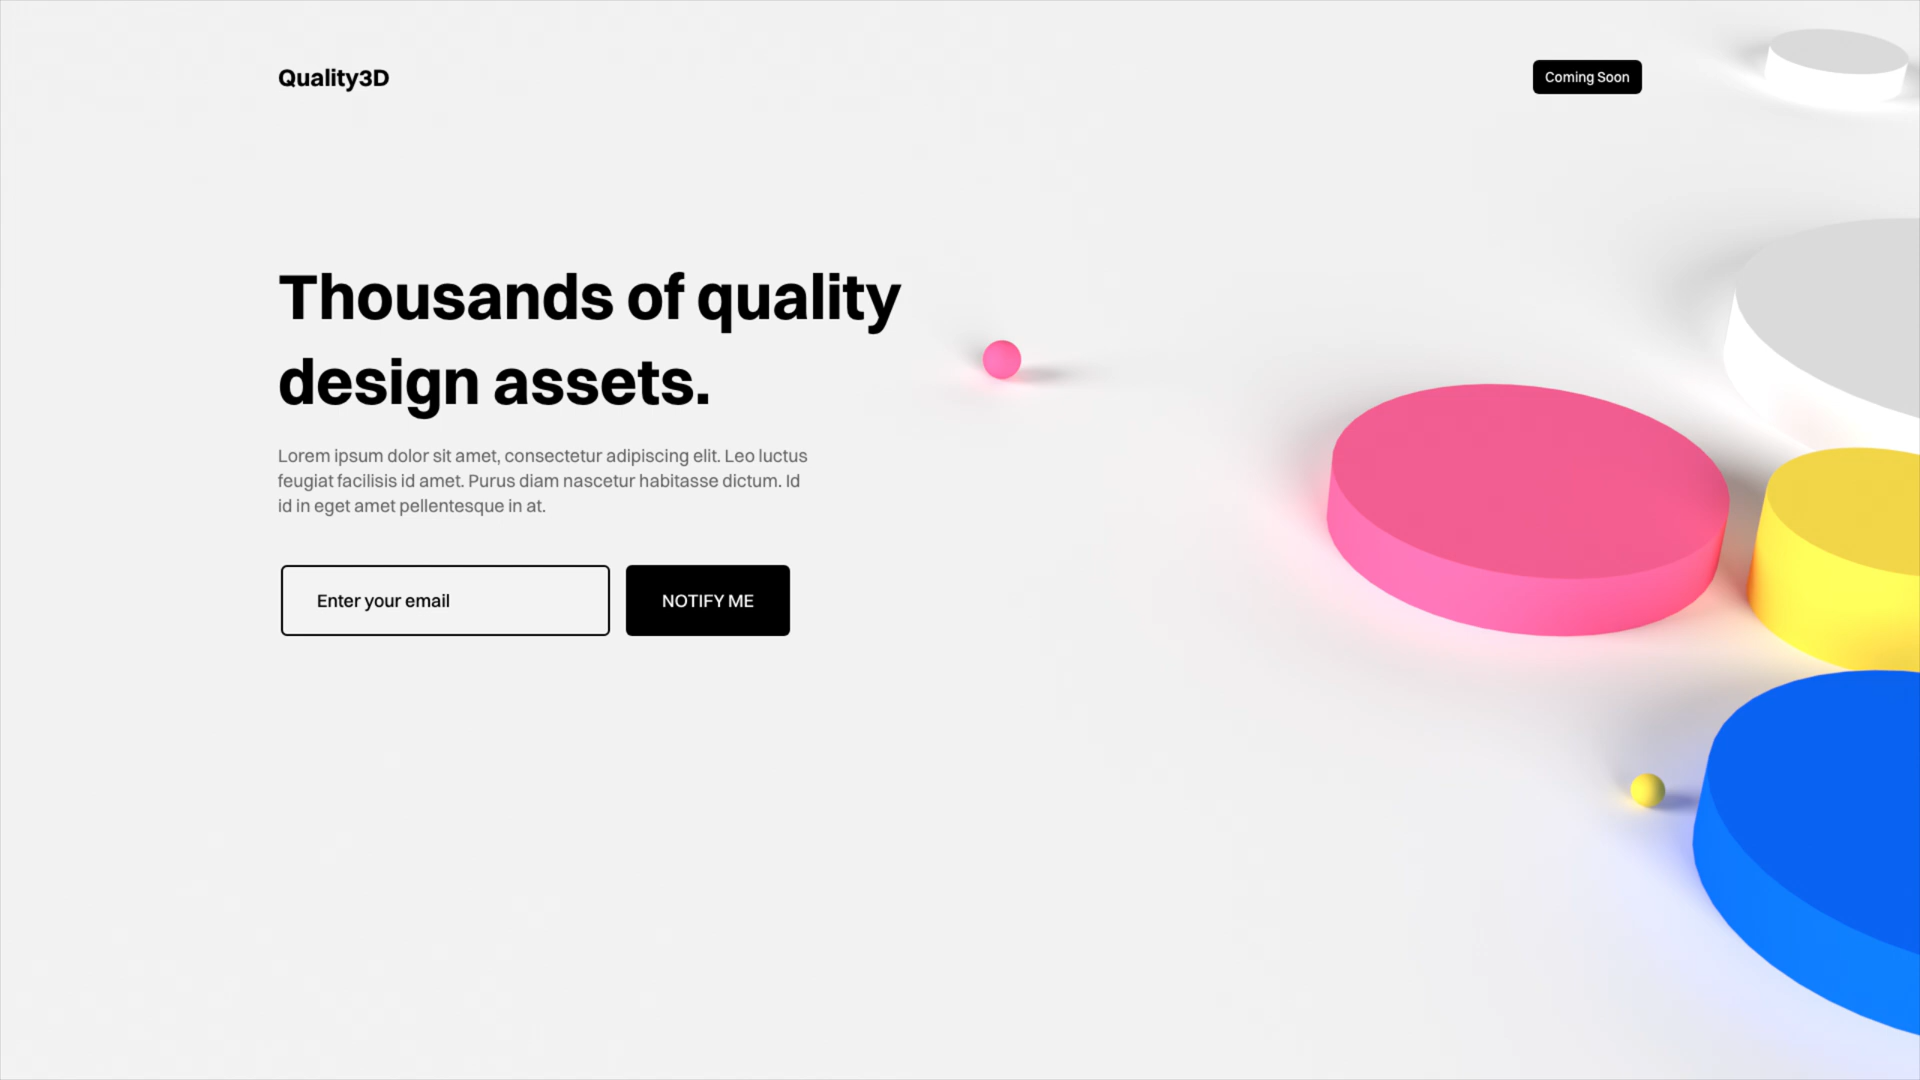 Quality3D
Coming Soon
Thousands of quality
design assets.
Lorem ipsum dolor sit amet, consectetur adipiscing elit. Leo luctus
feugiat facilisis id amet. Purus diam nascetur habitasse dictum. Id
id in eget amet pellentesque in at.
Enter your email
NOTIFY ME